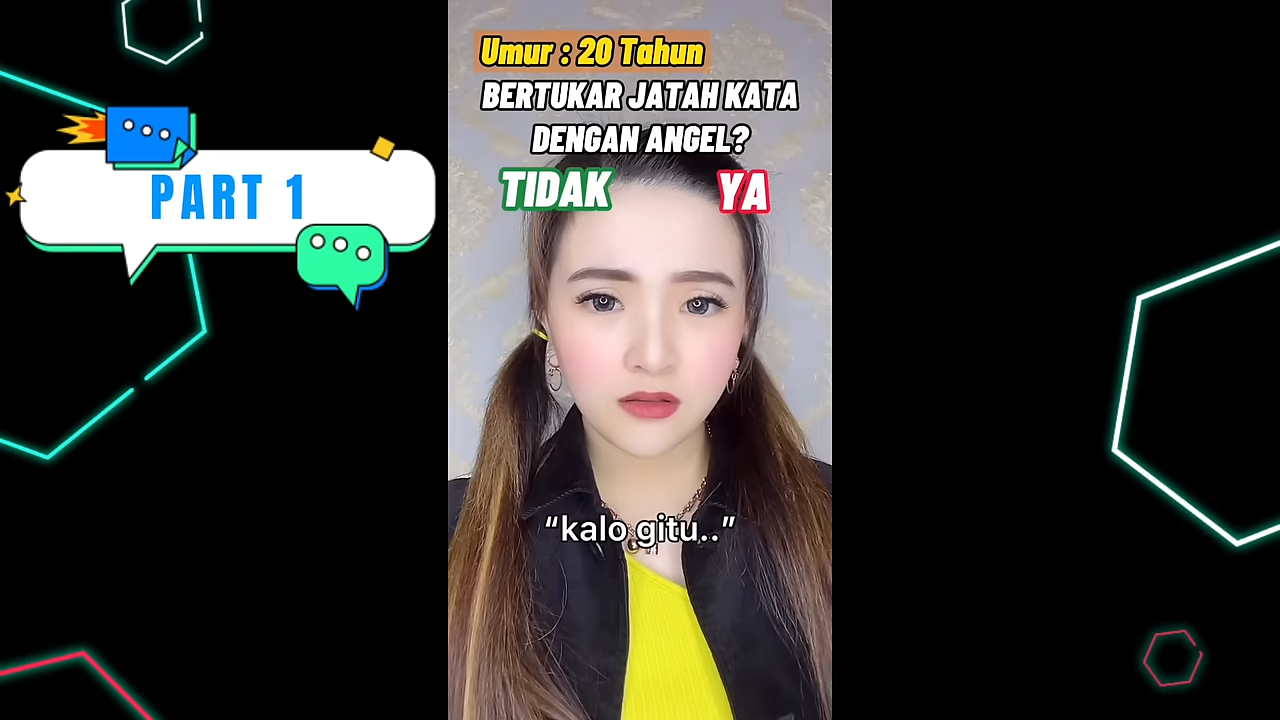 PART 1
Umur : 20 Tahun
BERTUKAR JATAH KATA
DENGAN ANGEL?
TIDAK YA
“kalo gitu..”